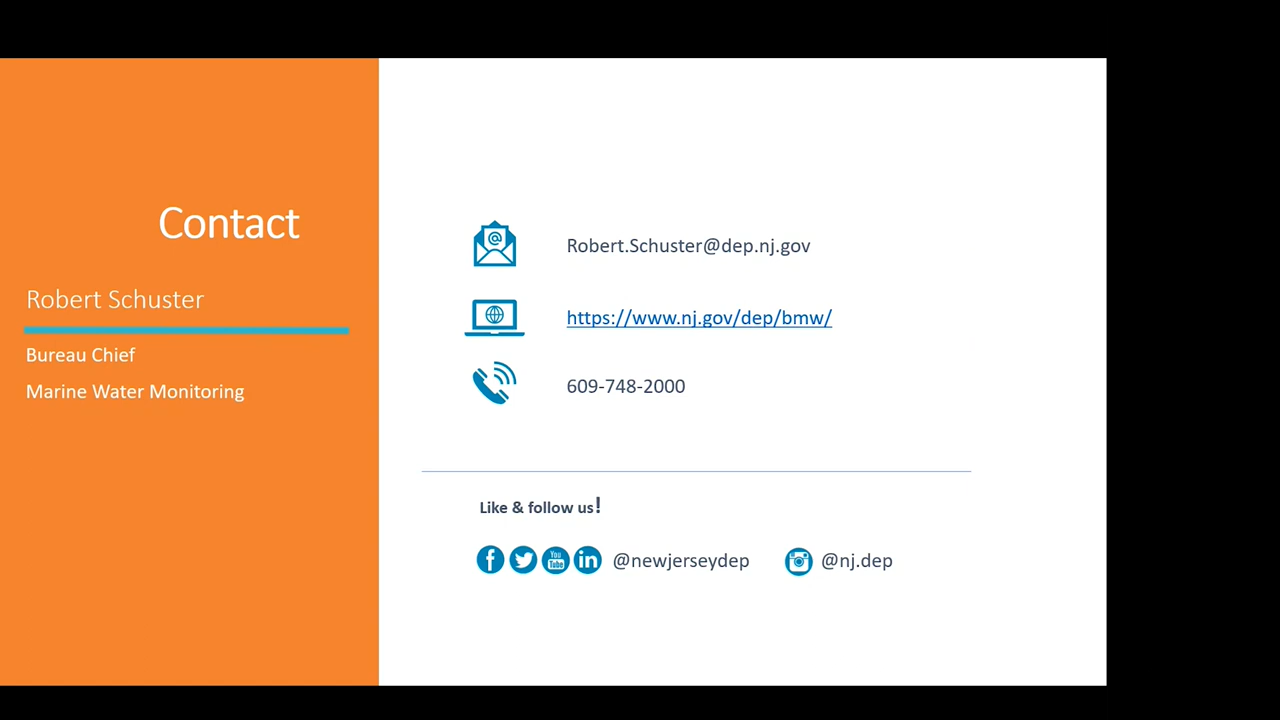 Contact
Robert Schuster
Bureau Chief
Marine Water Monitoring
Robert.Schuster@dep.nj.gov
https://www.nj.gov/dep/bmw/
609-748-2000
Like & follow us!
@newjerseydep @nj.dep